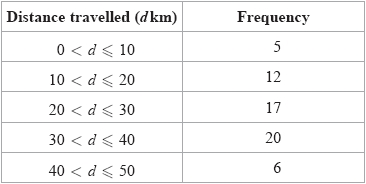 Distance travelled (d km) Frequency
0 < d ⩽ 10 5
10 < d ⩽ 20 12
20 < d ⩽ 30 17
30 < d ⩽ 40 20
40 < d ⩽ 50 6